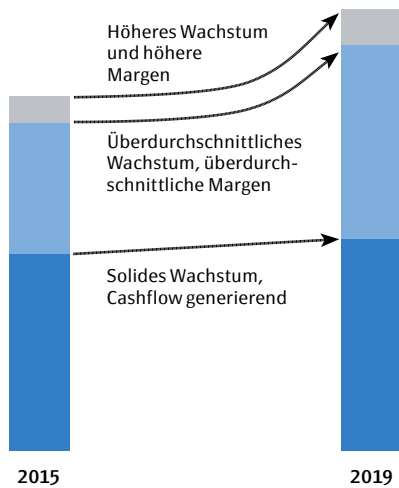 Höheres Wachstum
und höhere
Margen
Überdurchschnittliches
Wachstum, überdurch-
schnittliche Margen
Solides Wachstum,
Cashflow generierend
2015
2019